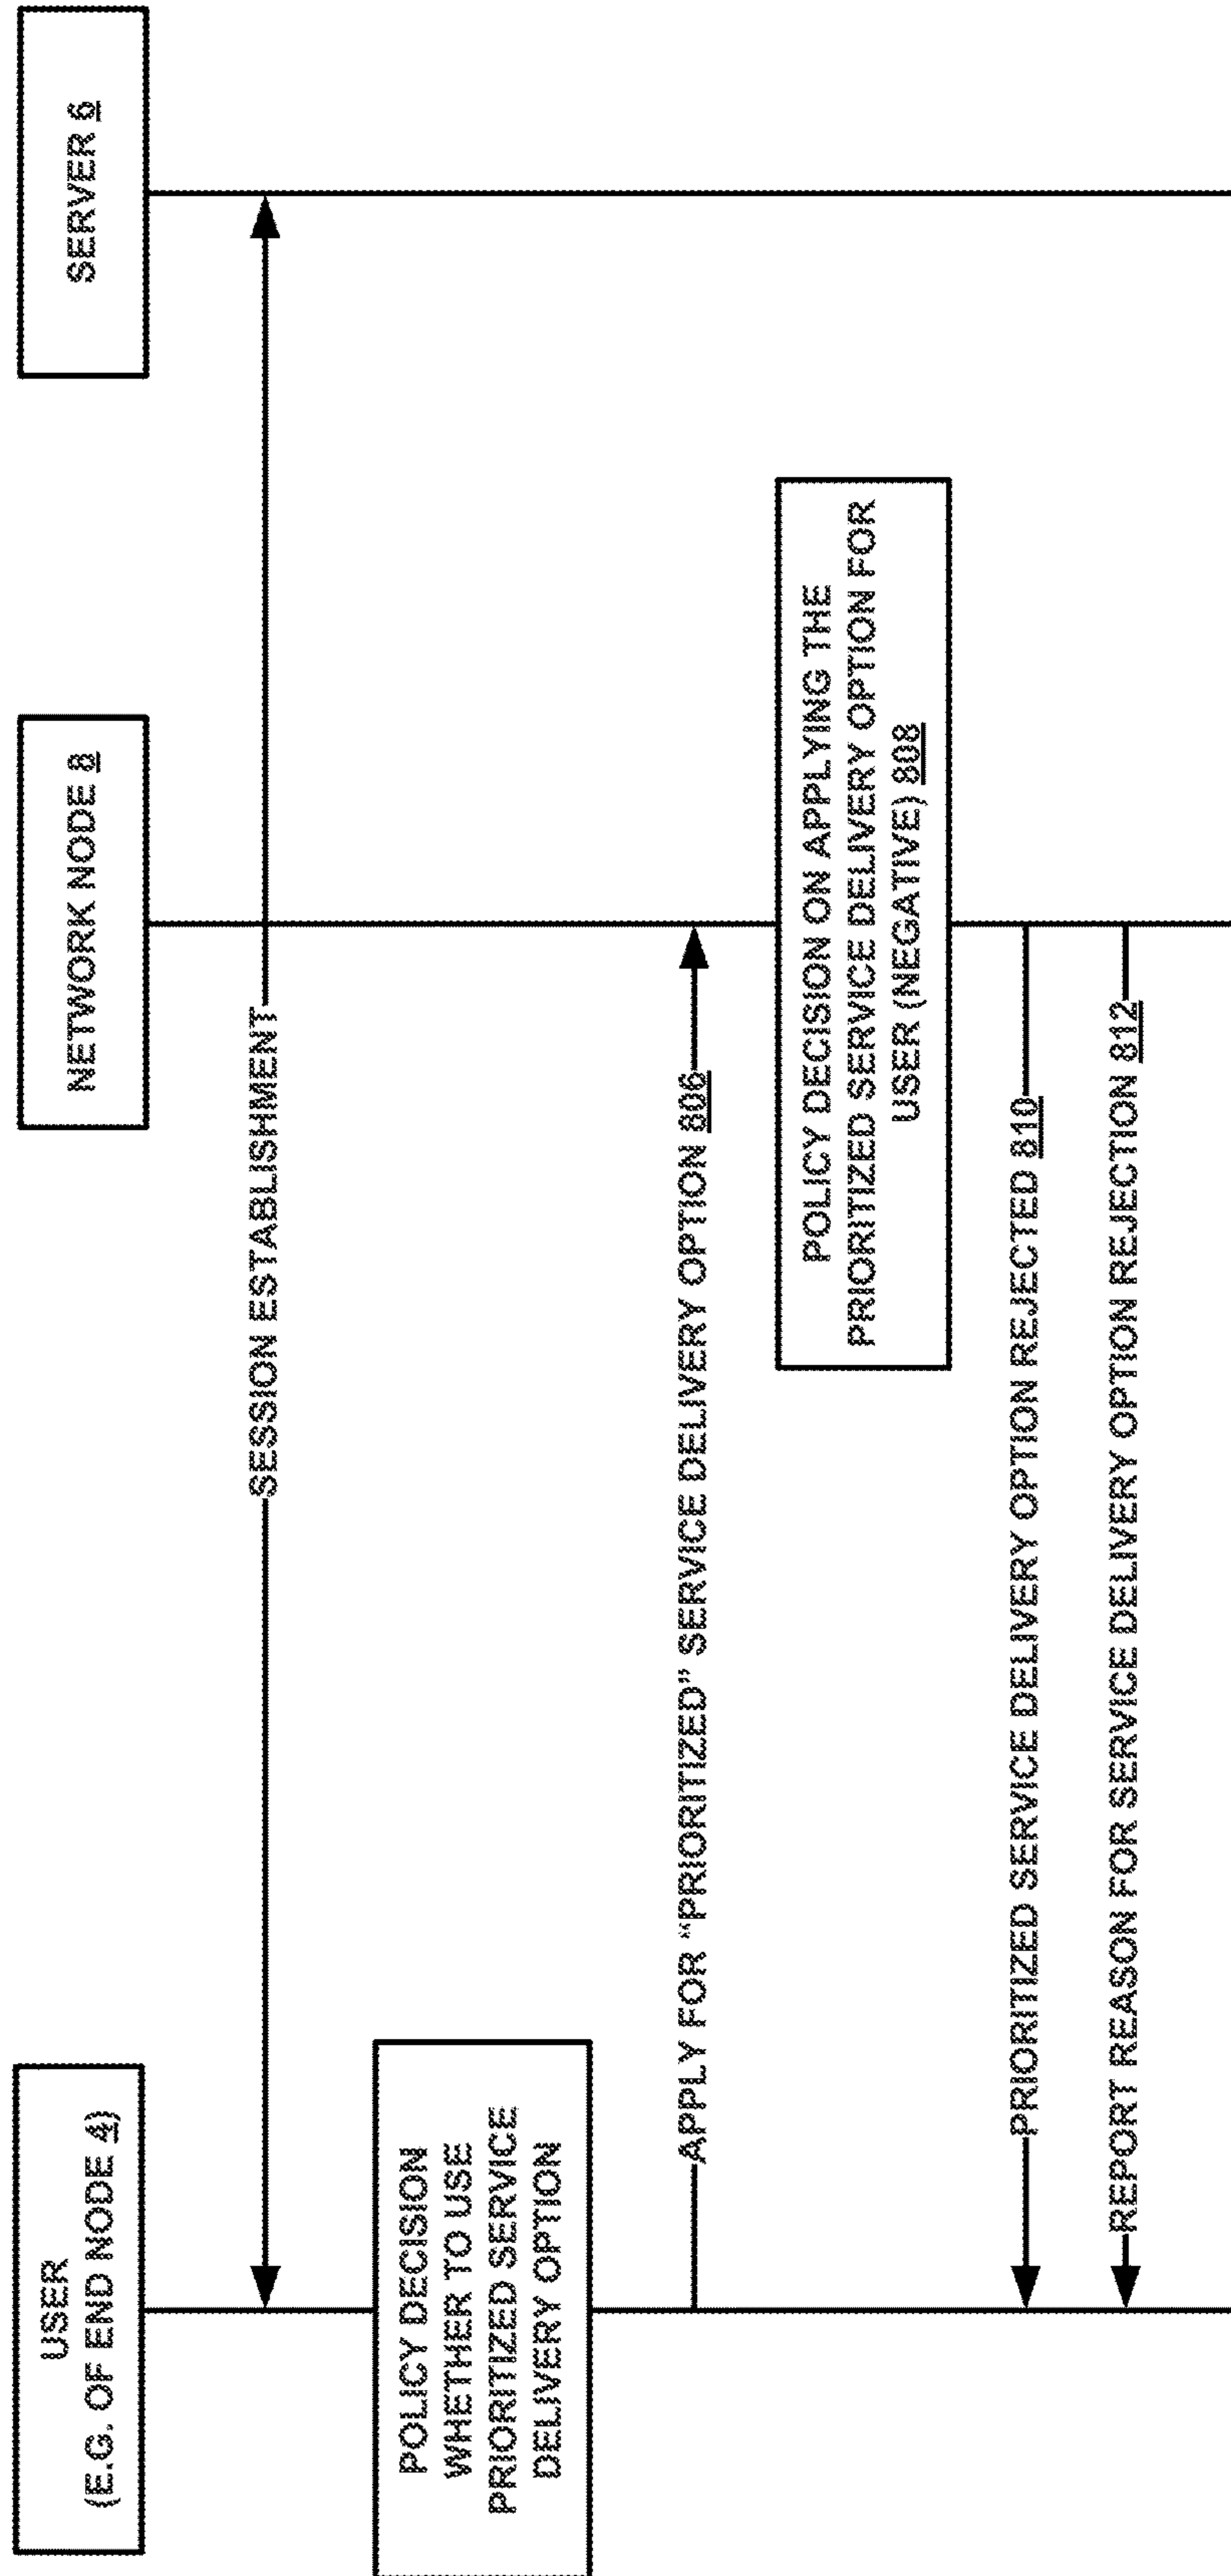 USER
(E.G. OF END NODE 4)
NETWORK NODE 8
SERVER 6
SESSION ESTABLISHMENT
POLICY DECISION
WHETHER TO USE
PRIORITIZED SERVICE
DELIVERY OPTION
APPLY FOR “PRIORITIZED” SERVICE DELIVERY OPTION 806
POLICY DECISION ON APPLYING THE
PRIORITIZED SERVICE DELIVERY OPTION FOR
USER (NEGATIVE) 808
PRIORITIZED SERVICE DELIVERY OPTION REJECTED 810
REPORT REASON FOR SERVICE DELIVERY OPTION REJECTION 812